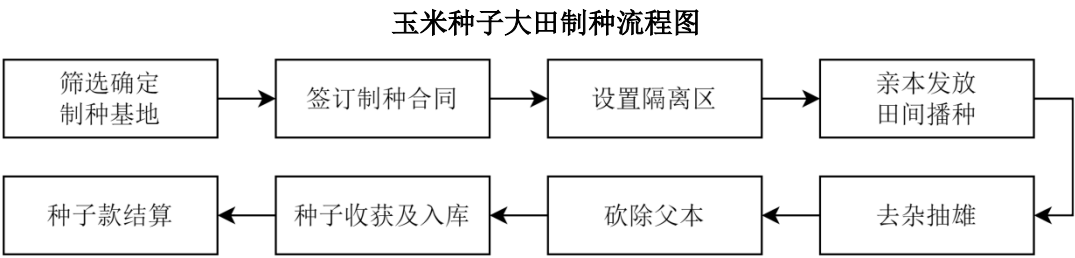 玉米种子大田制种流程图
筛选确定
制种基地
签订制种合同
设置隔离区
亲本发放
田间播种
去杂抽雄
砍除父本
种子收获及入库
种子款结算